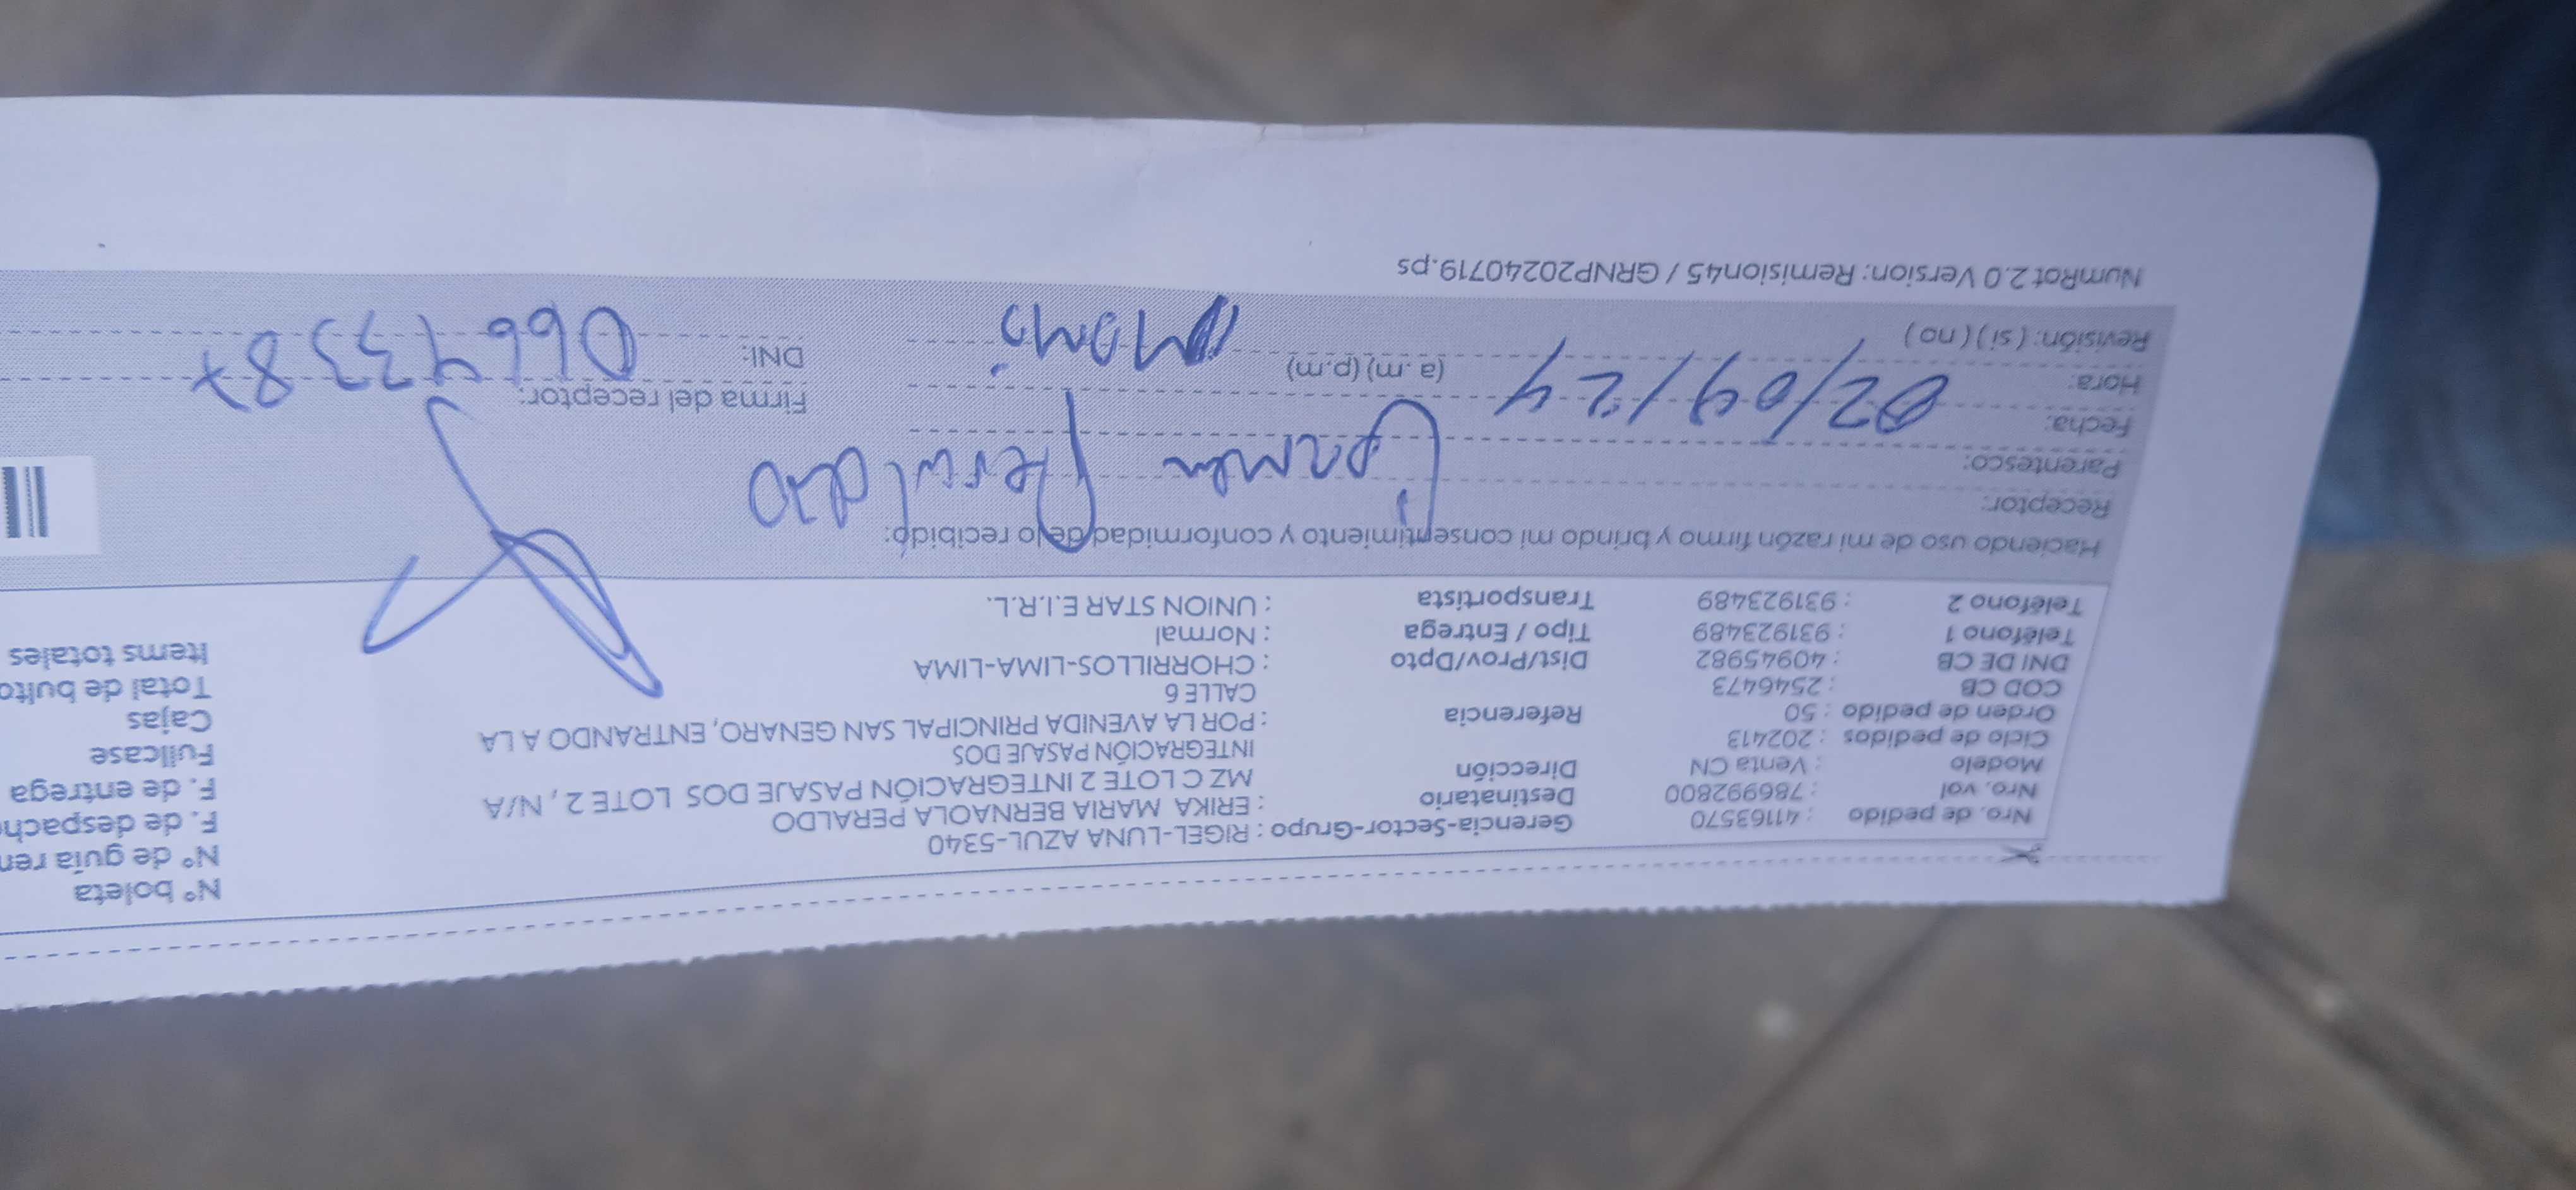 Nº boleta
Nro. de pedido : 41163570 Gerencia-Sector-Grupo : RIGEL-LUNA AZUL-5340 Nº de guía
Nro. vol : 786992800 Destinatario : ERIKA MARIA BERNAOLA PERALDO F. de despacho
Modelo : Venta CN Dirección MZ C LOTE 2 INTEGRACIÓN PASAJE DOS LOTE 2, N/A F. de entrega
INTEGRACIÓN PASAJE DOS
Ciclo de pedidos : 202413 Fullcase
Orden de pedido : 50 Referencia : POR LA AVENIDA PRINCIPAL SAN GENARO, ENTRANDO A LA Cajas
COD CB : 2546473 CALLE 6 Total de bulto
DNI DE CB : 40945982 Dist/Prov/Dpto : CHORRILLOS-LIMA-LIMA Items totales
Teléfono 1 : 931923489 Tipo / Entrega : Normal
Teléfono 2 : 931923489 Transportista : UNION STAR E.I.R.L.
Haciendo uso de mi razón firmo y brindo mi consentimiento y conformidad de lo recibido:
Receptor: Carmen Peraldo
Parentesco:
Fecha: 02/09/24 Firma del receptor:
Hora: (a.m) (p.m) DNI: 06643387
Revisión: ( si ) ( no )
NumRot 2.0 Version: Remision45 / GRNP20240719.ps